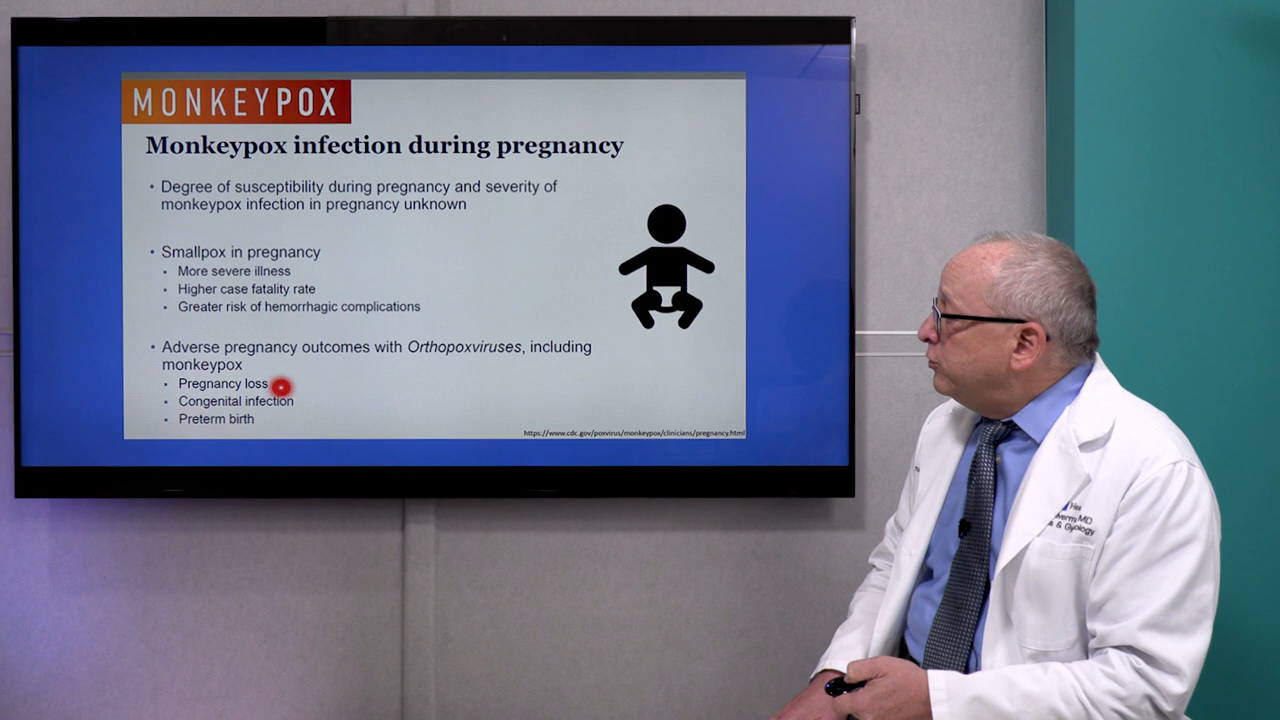 MONKEYPOX
Monkeypox infection during pregnancy
• Degree of susceptibility during pregnancy and severity of
monkeypox infection in pregnancy unknown
• Smallpox in pregnancy
• More severe illness
• Higher case fatality rate
• Greater risk of hemorrhagic complications
• Adverse pregnancy outcomes with Orthopoxviruses, including
monkeypox
• Pregnancy loss
• Congenital infection
• Preterm birth
https://www.cdc.gov/poxvirus/monkeypox/clinicians/pregnancy.html
MD
& Gynecology